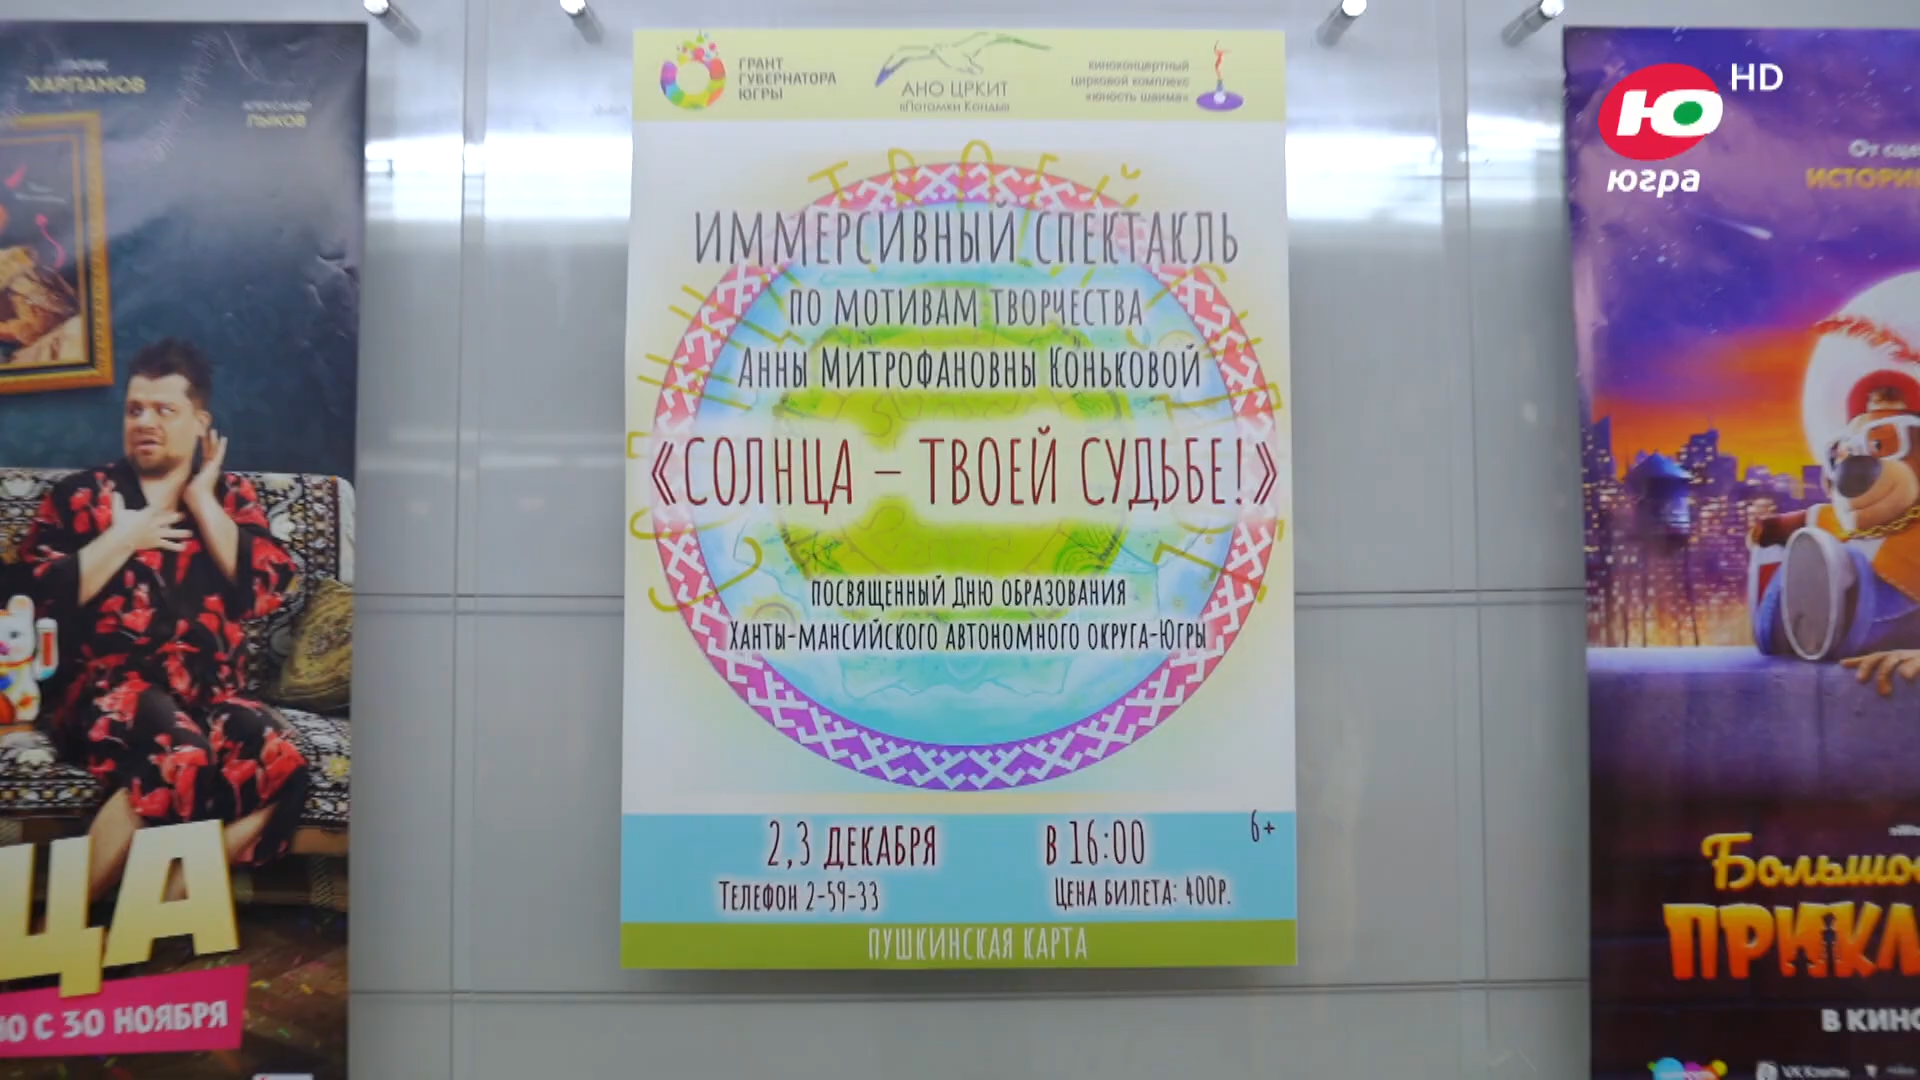 ХАРЛАМОВ
ГРАНТ
ГУБЕРНАТОРА
ЮГРЫ
АНО ЦРКИТ
«Потомки Конды»
киноконцертный
цирковой комплекс
«юность шаима»
ИММЕРСИВНЫЙ СПЕКТАКЛЬ
ПО МОТИВАМ ТВОРЧЕСТВА
АННЫ МИТРОФАНОВНЫ КОНЬКОВОЙ
«СОЛНЦА – ТВОЕЙ СУДЬБЕ!»
ПОСВЯЩЕННЫЙ ДНЮ ОБРАЗОВАНИЯ
ХАНТЫ-МАНСИЙСКОГО АВТОНОМНОГО ОКРУГА-ЮГРЫ
2,3 ДЕКАБРЯ В 16:00 6+
ТЕЛЕФОН 2-59-33 ЦЕНА БИЛЕТА: 400Р.
ПУШКИНСКАЯ КАРТА
ЦА
С 30 НОЯБРЯ
Ю HD
югра
От сце
ИСТОРИ
Большо
ПРИКЛ
В КИНО